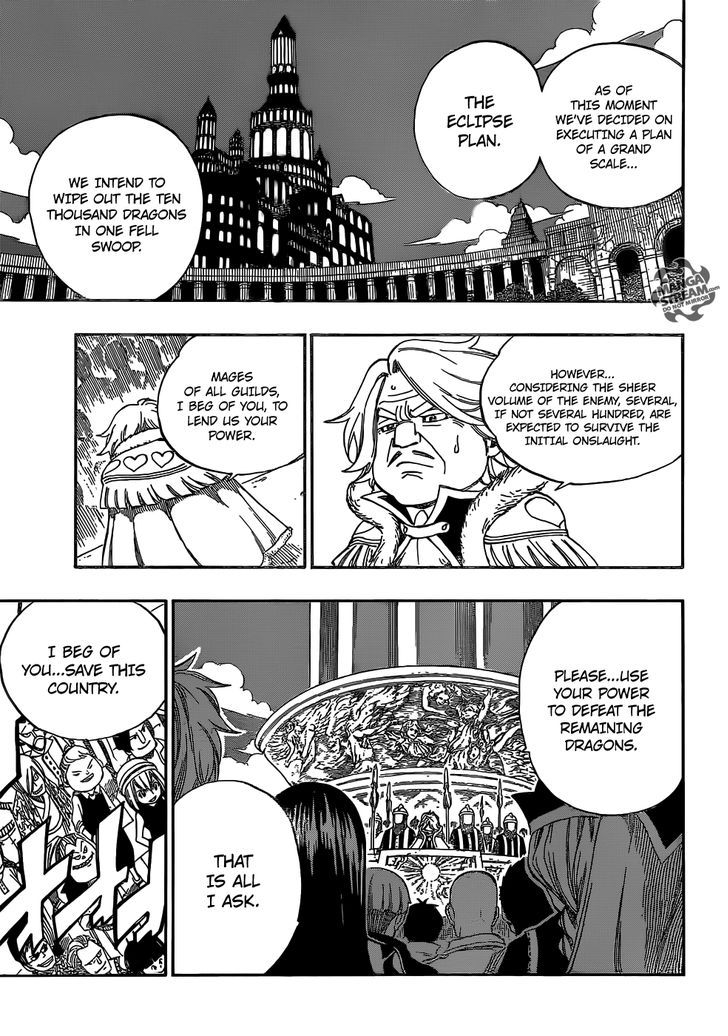 AS OF
THIS MOMENT
WE'VE DECIDED ON
EXECUTING A PLAN
OF A GRAND
SCALE...
THE
ECLIPSE
PLAN.
WE INTEND TO
WIPE OUT THE TEN
THOUSAND DRAGONS
IN ONE FELL
SWOOP.
MANGA
STREAM.com
DO NOT MIRROR
HOWEVER...
CONSIDERING THE SHEER
VOLUME OF THE ENEMY, SEVERAL,
IF NOT SEVERAL HUNDRED, ARE
EXPECTED TO SURVIVE THE
INITIAL ONSLAUGHT.
MAGES
OF ALL GUILDS,
I BEG OF YOU, TO
LEND US YOUR
POWER.
PLEASE...USE
YOUR POWER
TO DEFEAT THE
REMAINING
DRAGONS.
THAT
IS ALL
I ASK.
I BEG OF
YOU...SAVE THIS
COUNTRY.